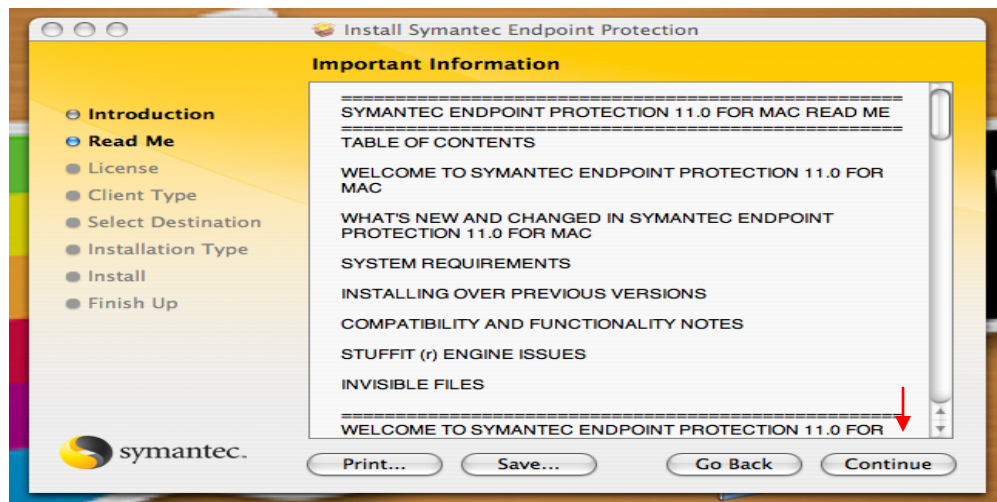 Install Symantec Endpoint Protection
Important Information
Introduction
Read Me
License
Client Type
Select Destination
Installation Type
Install
Finish Up
==================================================
SYMANTEC ENDPOINT PROTECTION 11.0 FOR MAC READ ME
==================================================
TABLE OF CONTENTS
WELCOME TO SYMANTEC ENDPOINT PROTECTION 11.0 FOR
MAC
WHAT'S NEW AND CHANGED IN SYMANTEC ENDPOINT
PROTECTION 11.0 FOR MAC
SYSTEM REQUIREMENTS
INSTALLING OVER PREVIOUS VERSIONS
COMPATIBILITY AND FUNCTIONALITY NOTES
STUFFIT (r) ENGINE ISSUES
INVISIBLE FILES
==================================================
WELCOME TO SYMANTEC ENDPOINT PROTECTION 11.0 FOR
symantec.
Print...
Save...
Go Back
Continue